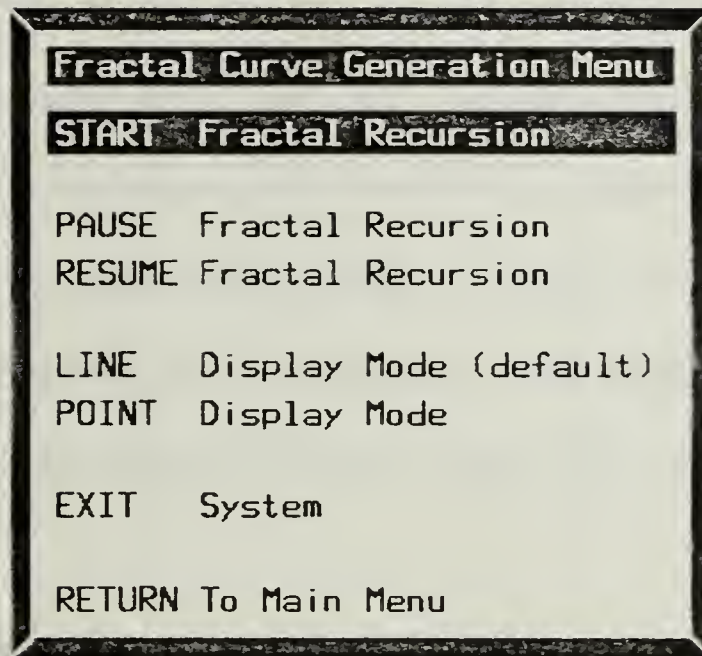 Fractal Curve Generation Menu
START Fractal Recursion
PAUSE Fractal Recursion
RESUME Fractal Recursion
LINE Display Mode (default)
POINT Display Mode
EXIT System
RETURN To Main Menu